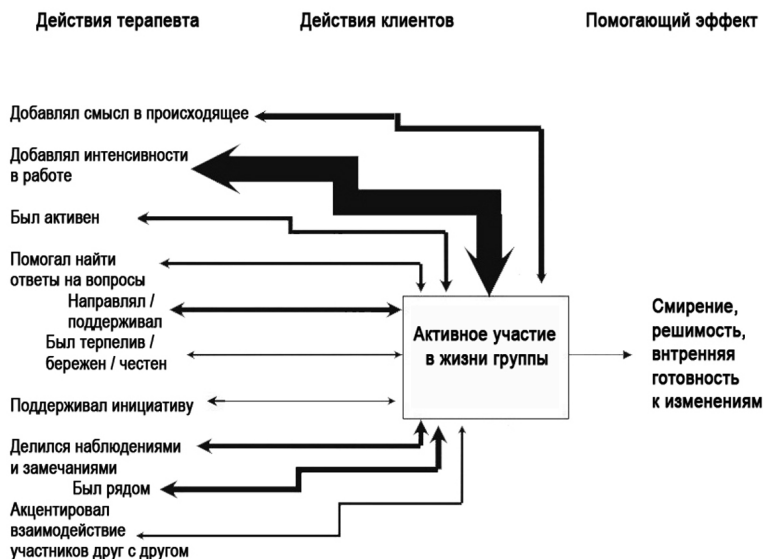 Действия терапевта
Действия клиентов
Помогающий эффект
Добавлял смысл в происходящее
Добавлял интенсивности
в работе
Был активен
Помогал найти
ответы на вопросы
Направлял /
поддерживал
Был терпелив /
бережен / честен
Поддерживал инициативу
Делился наблюдениями
и замечаниями
Был рядом
Акцентировал
взаимодействие
участников друг с другом
Активное участие
в жизни группы
Смирение,
решимость,
внтренняя
готовность
к изменениям